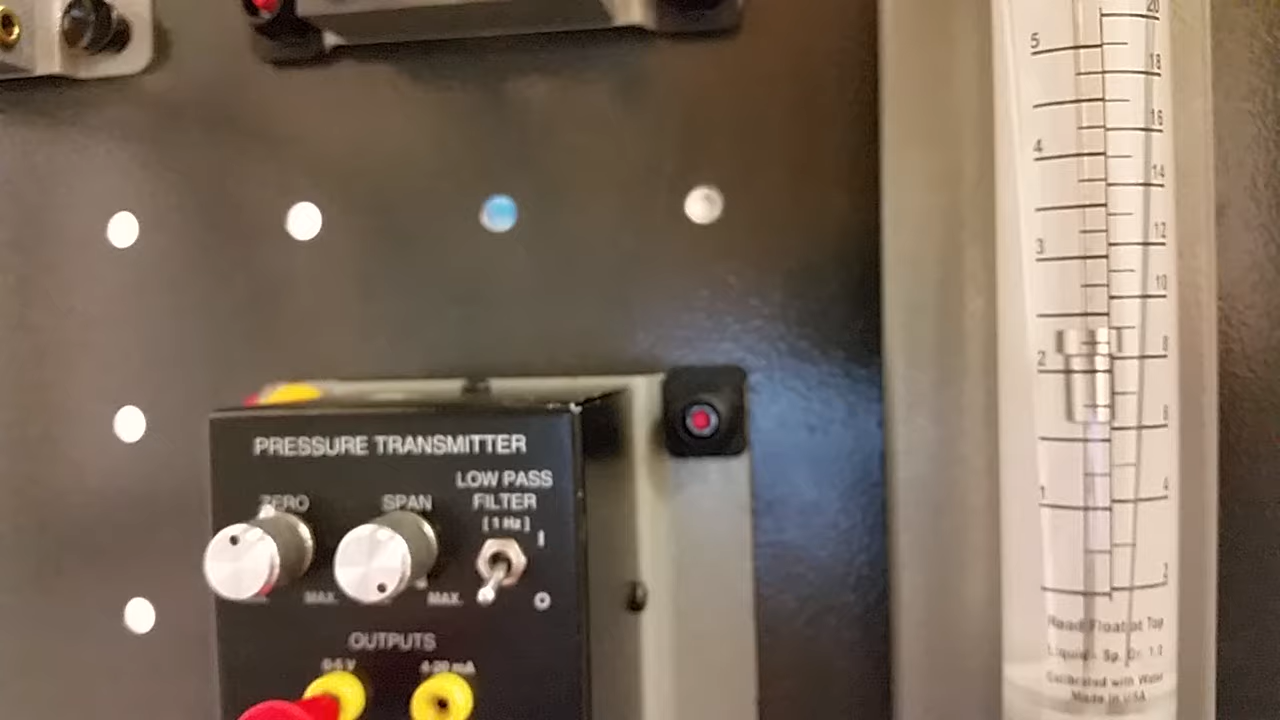 PRESSURE TRANSMITTER
ZERO
SPAN
LOW PASS
FILTER
[ 1 Hz ]
I
MAX.
MAX.
O
OUTPUTS
0-5 V
4-20 mA
20
5
18
16
4
14
12
3
10
8
2
6
1
4
2
Read Float at Top
Liquid - Sp. Gr. 1.0
Calibrated with Water
Made in USA